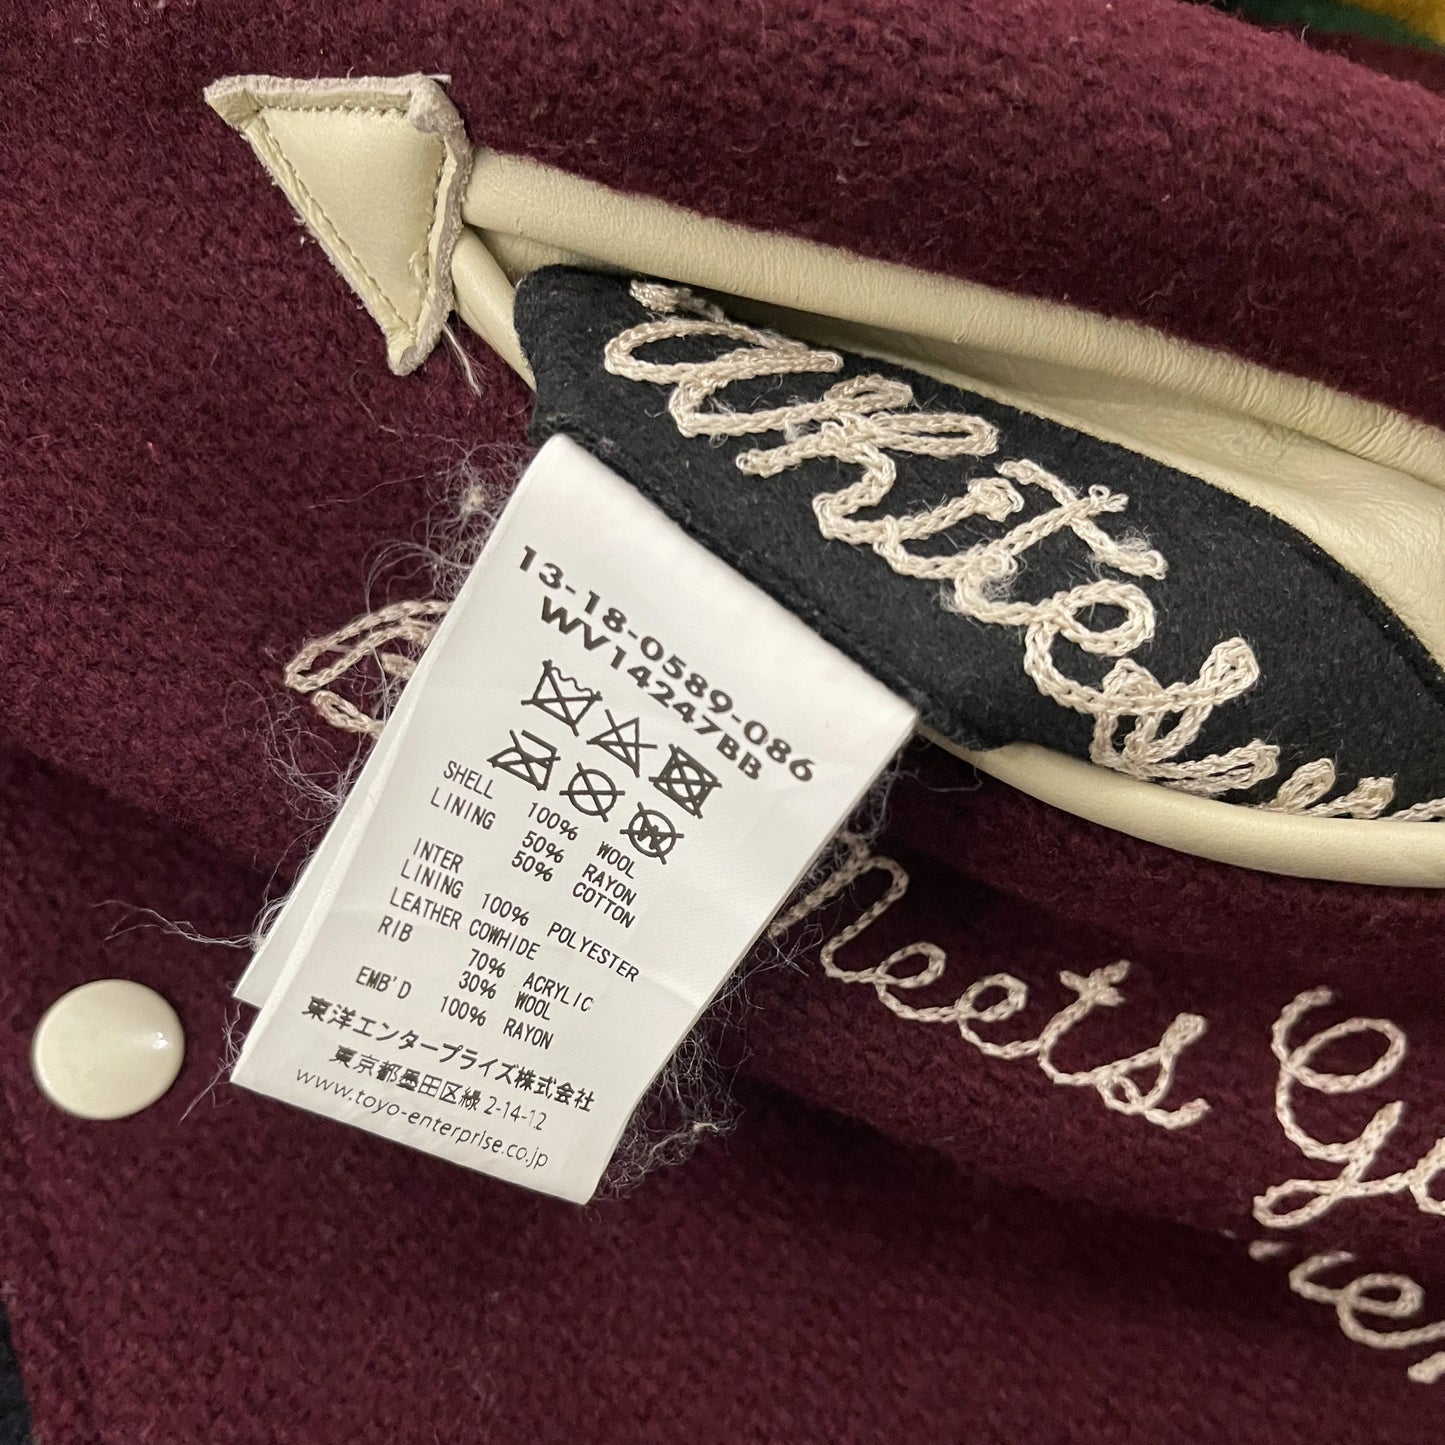 Whitesv
13-18-0589-086
WV14247BB
SHELL 100% WOOL
LINING 50% RAYON
50% COTTON
INTER
LINING 100% POLYESTER
LEATHER COWHIDE
RIB 70% ACRYLIC
30% WOOL
EMB'D 100% RAYON
東洋エンタープライズ株式会社
東京都墨田区緑 2-14-12
www.toyo-enterprise.co.jp
meets